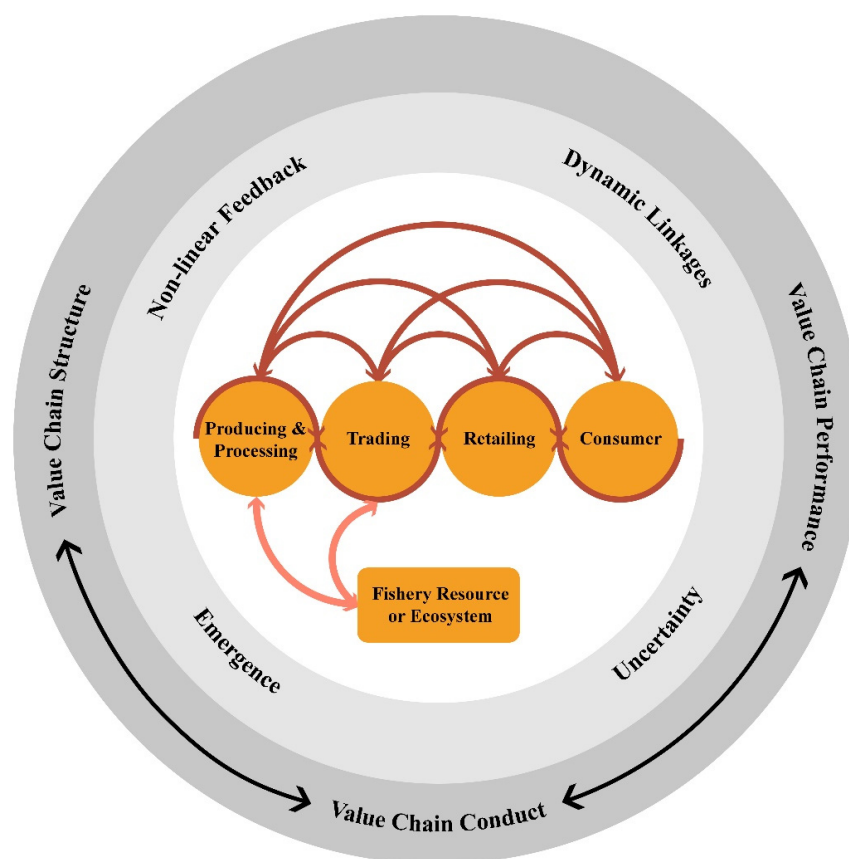 Non-linear Feedback
Dynamic Linkages
Value Chain Structure
Value Chain Performance
Producing &
Processing
Trading
Retailing
Consumer
Fishery Resource
or Ecosystem
Emergence
Uncertainty
Value Chain Conduct